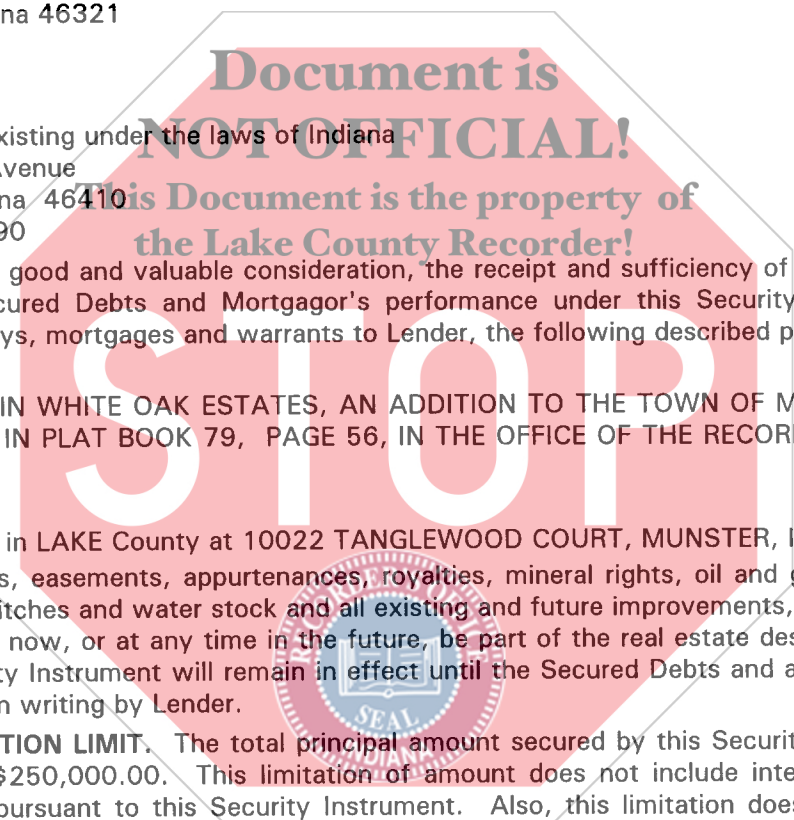 na 46321
Document is
xisting under the laws of Indiana
NOT OFFICIAL!
venue
na 46410
This Document is the property of
90
the Lake County Recorder!
good and valuable consideration, the receipt and sufficiency of
cured Debts and Mortgagor's performance under this Security
ys, mortgages and warrants to Lender, the following described p
STOP
IN WHITE OAK ESTATES, AN ADDITION TO THE TOWN OF M
IN PLAT BOOK 79, PAGE 56, IN THE OFFICE OF THE RECOR
in LAKE County at 10022 TANGLEWOOD COURT, MUNSTER, I
s, easements, appurtenances, royalties, mineral rights, oil and g
itches and water stock and all existing and future improvements,
now, or at any time in the future, be part of the real estate des
ty Instrument will remain in effect until the Secured Debts and a
n writing by Lender.
SEAL
INDIANA
TION LIMIT. The total principal amount secured by this Securit
$250,000.00. This limitation of amount does not include inte
pursuant to this Security Instrument. Also, this limitation does